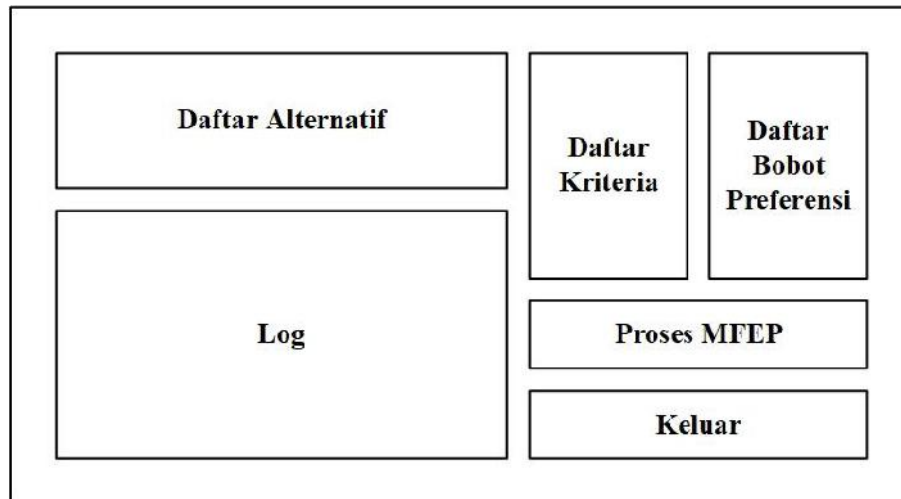 Daftar Alternatif
Log
Daftar
Kriteria
Daftar
Bobot
Preferensi
Proses MFEP
Keluar